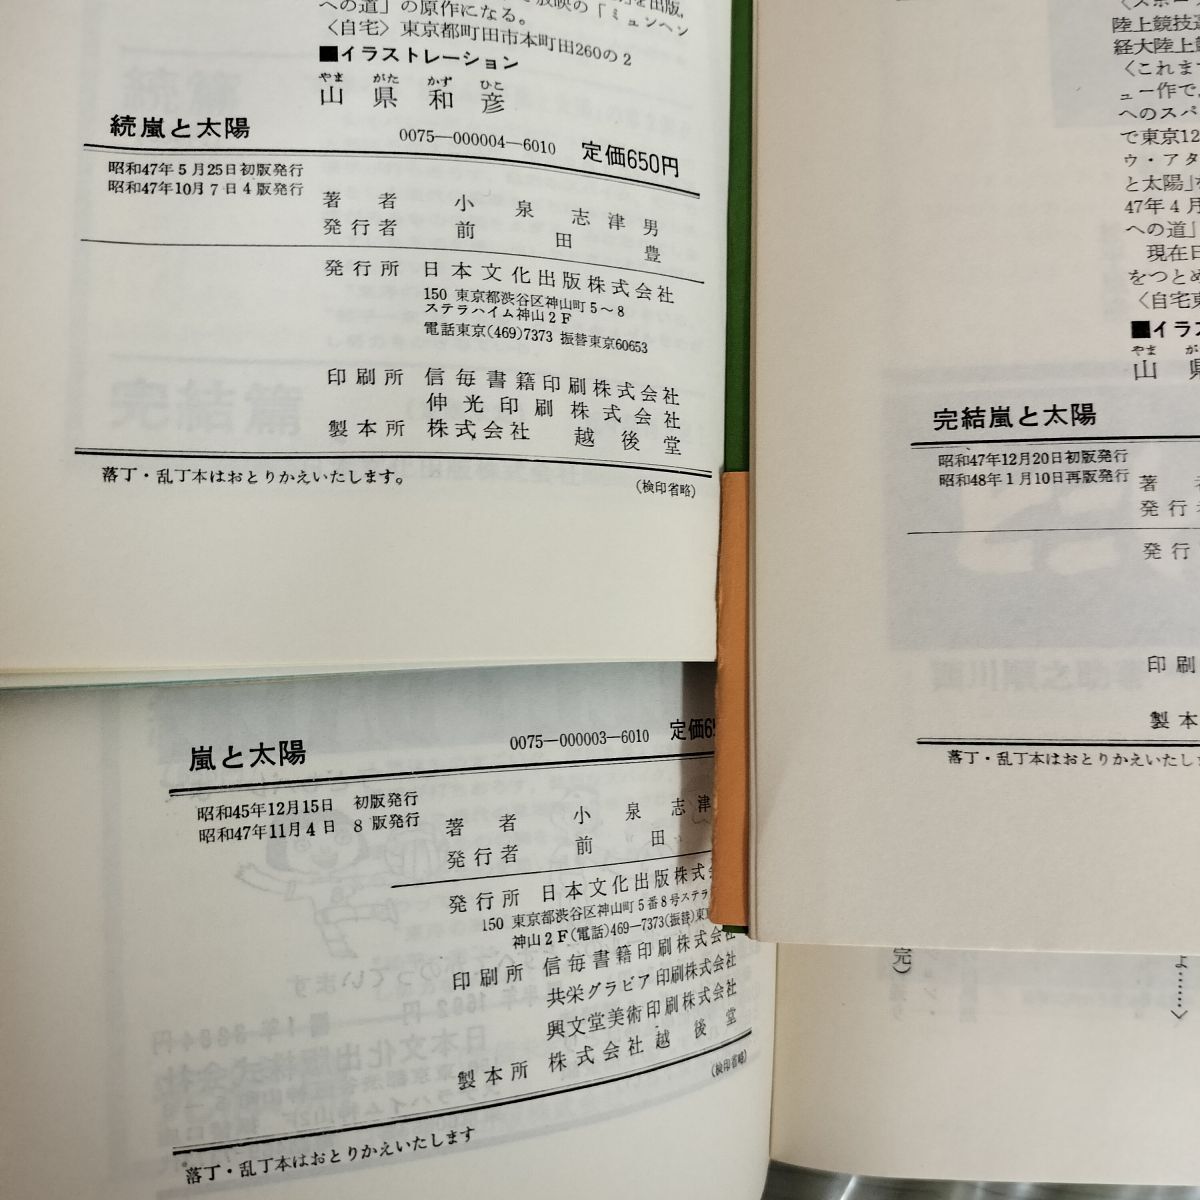 への道」の原作になる。
〈自宅〉東京都町田市本町田260の2
■イラストレーション
やま がた かず ひこ
山県和彦
続嵐と太陽
0075―000004―6010 定価650円
昭和47年5月25日初版発行
昭和47年10月7日4版発行
著者 小泉志津男
発行者 前田豊
発行所 日本文化出版株式会社
150 東京都渋谷区神山町5～8
ステラハイム神山2F
電話東京(469)7373 振替東京60653
印刷所 信毎書籍印刷株式会社
伸光印刷株式会社
製本所 株式会社 越後堂
落丁・乱丁本はおとりかえいたします。
(検印省略)
嵐と太陽
0075―000003―6010 定価65
昭和45年12月15日 初版発行
昭和47年11月4日 8版発行
著者 小泉志津
発行者 前田
発行所 日本文化出版株式
150 東京都渋谷区神山町5番8号ステラ
神山2F(電話)469―7373(振替)東
印刷所 信毎書籍印刷株式会社
共栄グラビア印刷株式会社
興文堂美術印刷株式会社
製本所 株式会社越後堂
(検印省略)
落丁・乱丁本はおとりかえいたします
陸上競技
経大陸上
〈これま
ュー作で
へのスパ
で東京12
ウ・アタ
と太陽」
47年4月
への道」
現在日
をつとめ
〈自宅〉
■イラス
やま が
山県
完結嵐と太陽
昭和47年12月20日初版発行
昭和48年1月10日再版発行
著
発行
発行
印刷
製本
落丁・乱丁本はおとりかえいたし
完)
よ……〉